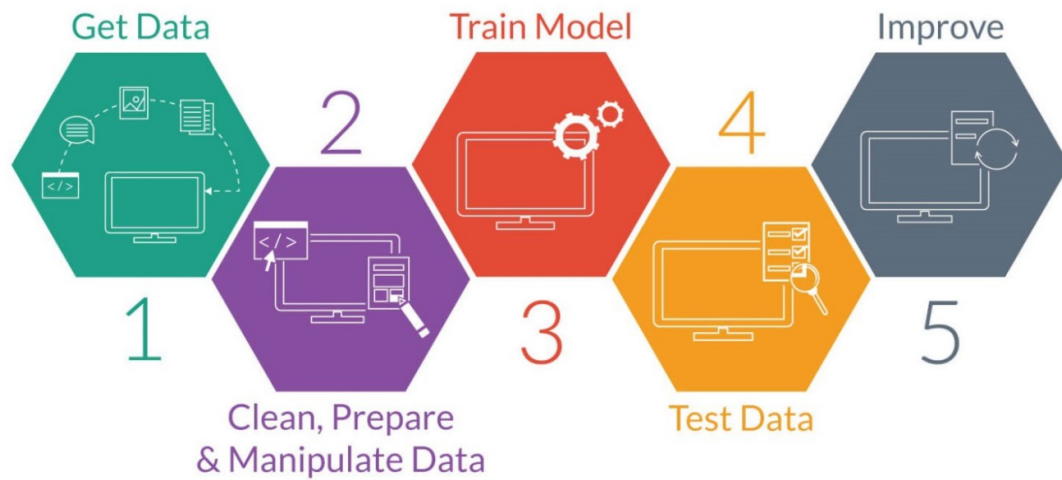 Get Data
1
2
Clean, Prepare
& Manipulate Data
Train Model
3
4
Test Data
Improve
5
</>
</>